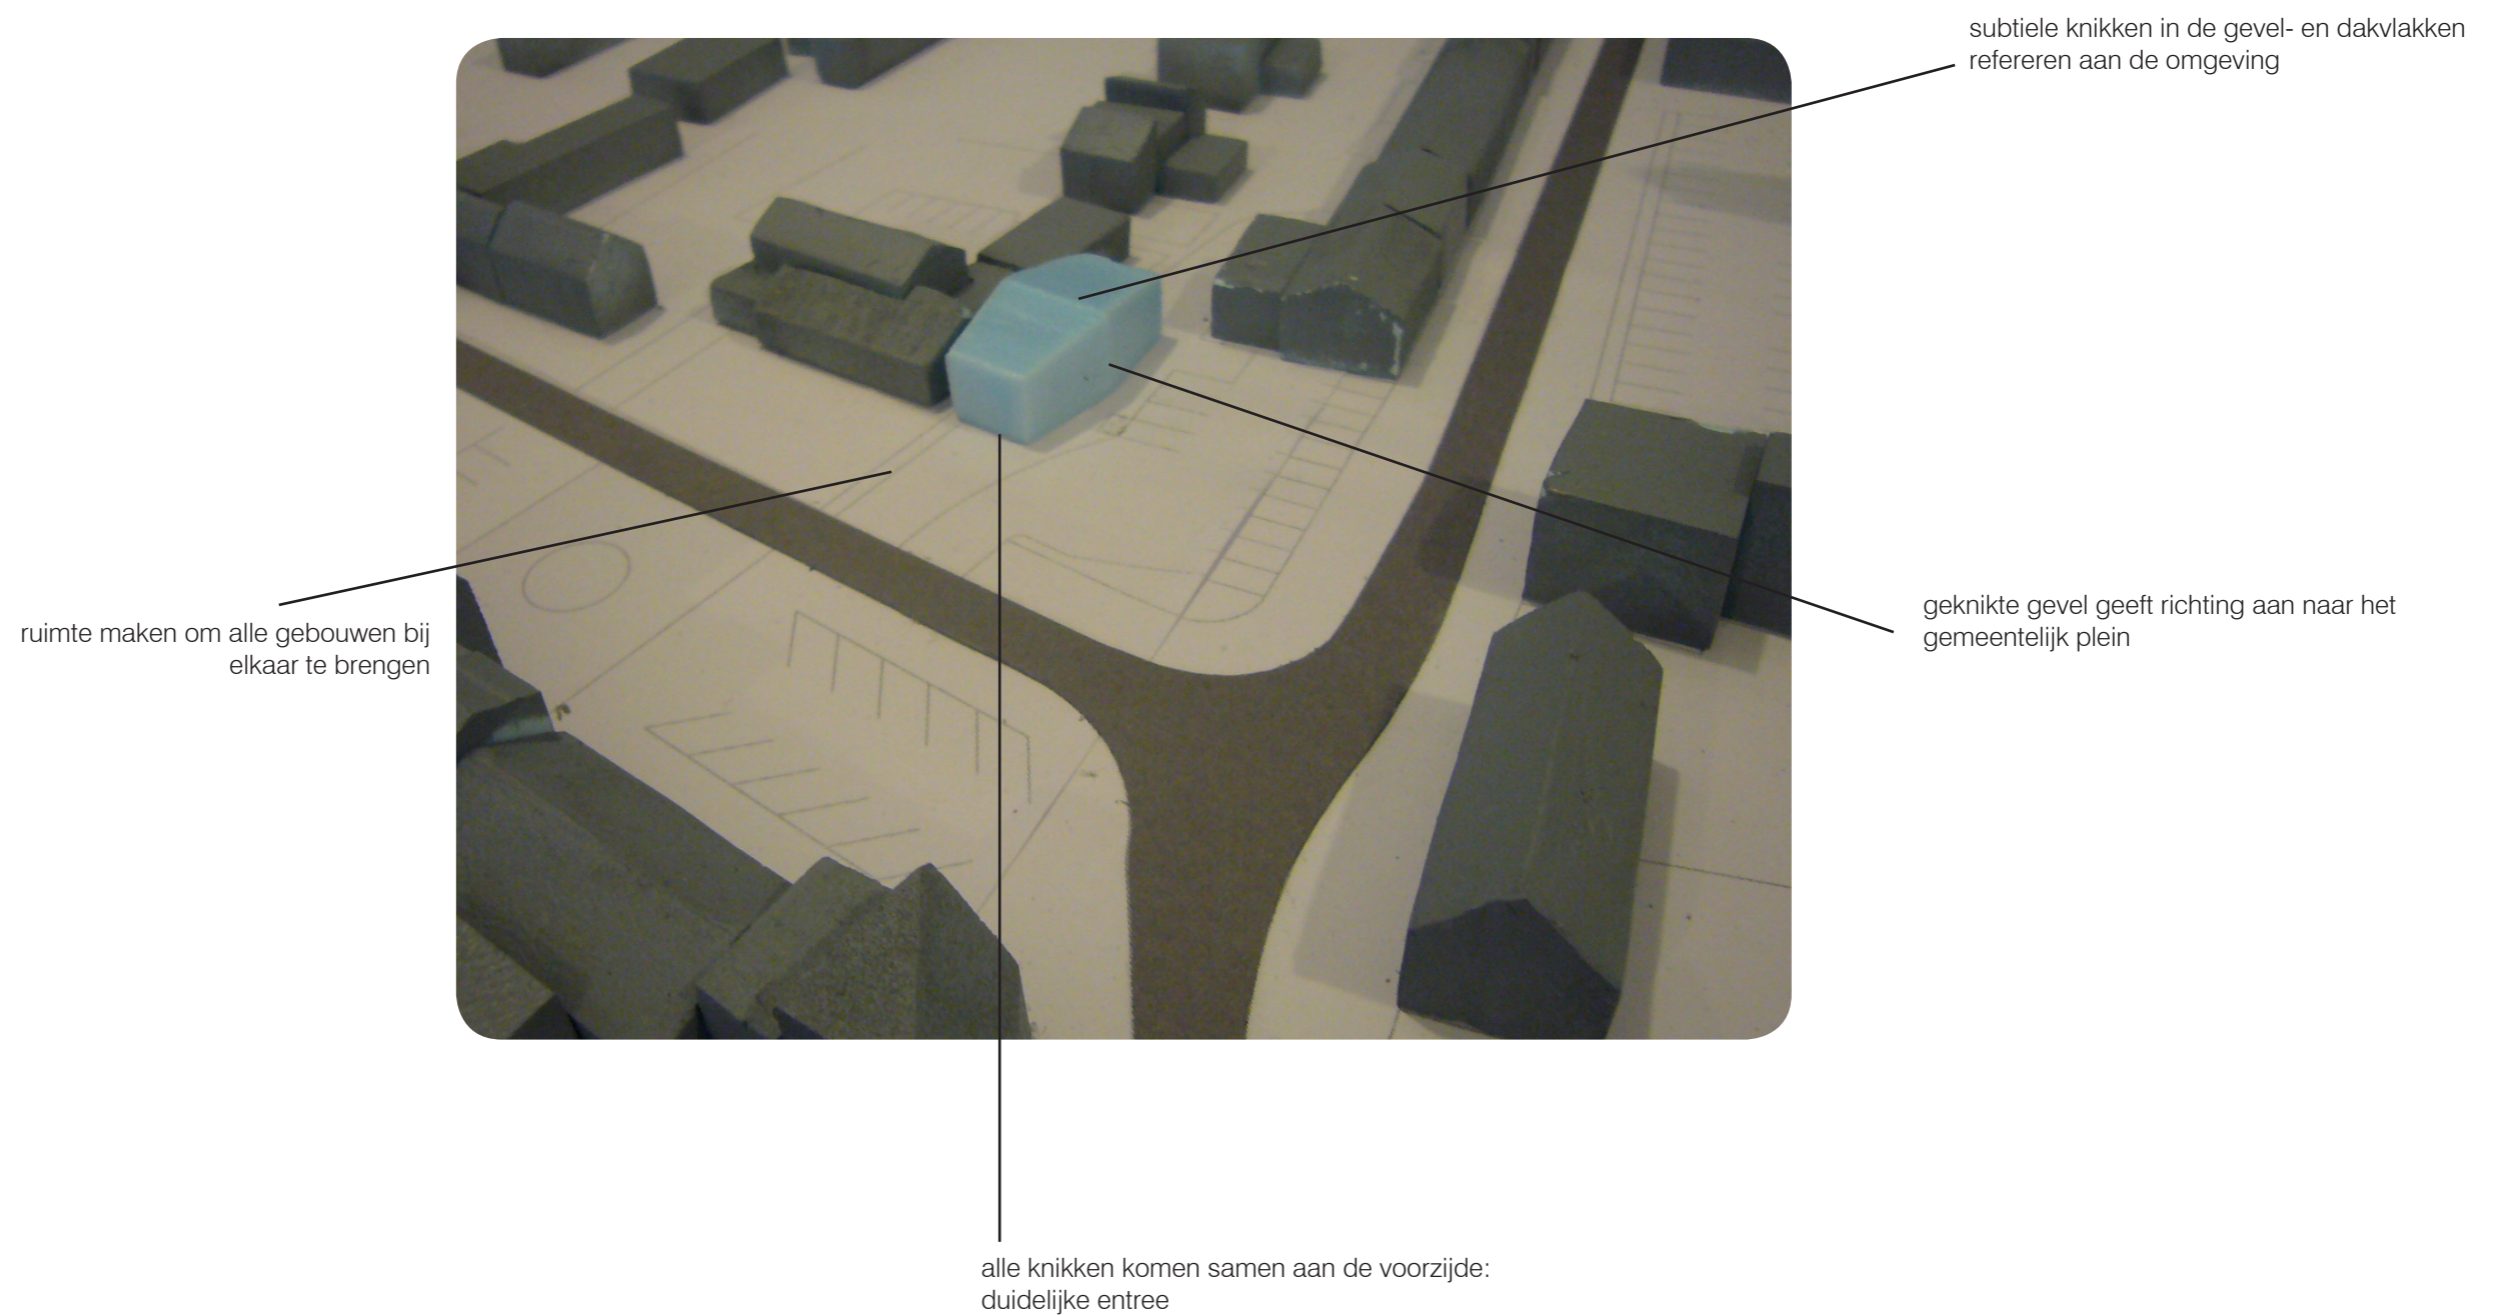 subtiele knikken in de gevel- en dakvlakken
refereren aan de omgeving
geknikte gevel geeft richting aan naar het
gemeentelijk plein
ruimte maken om alle gebouwen bij
elkaar te brengen
alle knikken komen samen aan de voorzijde:
duidelijke entree